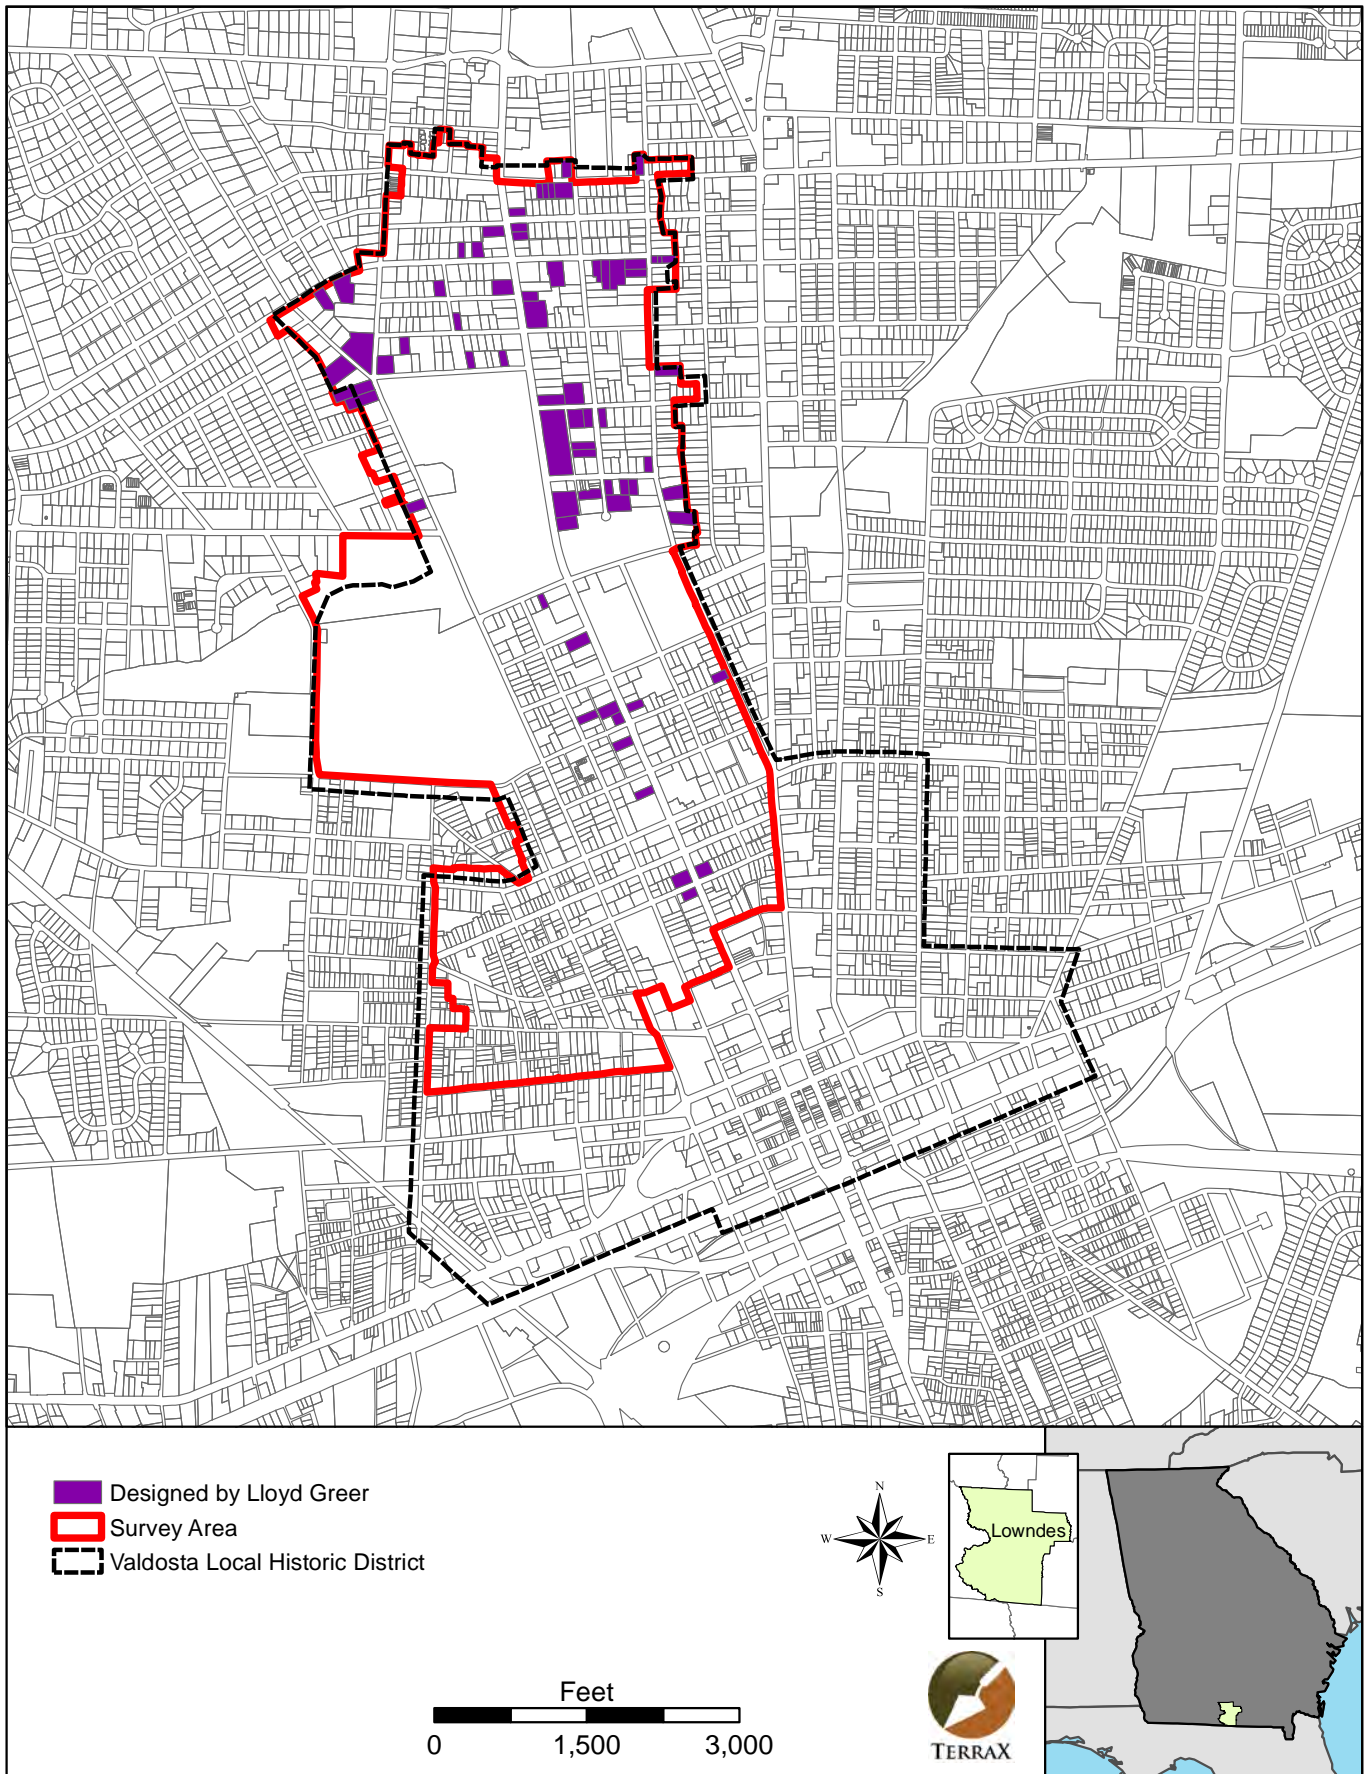 Designed by Lloyd Greer
Survey Area
Valdosta Local Historic District
N
W
E
S
Lowndes
Feet
0 1,500 3,000
TERRAX